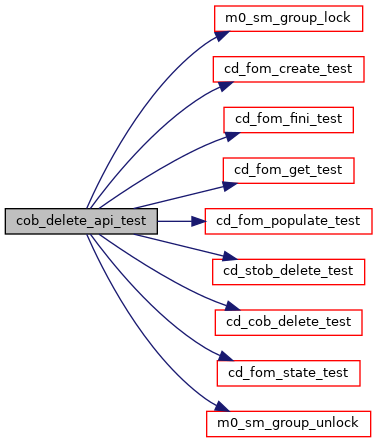 m0_sm_group_lock
cd_fom_create_test
cd_fom_fini_test
cd_fom_get_test
cob_delete_api_test
cd_fom_populate_test
cd_stob_delete_test
cd_cob_delete_test
cd_fom_state_test
m0_sm_group_unlock